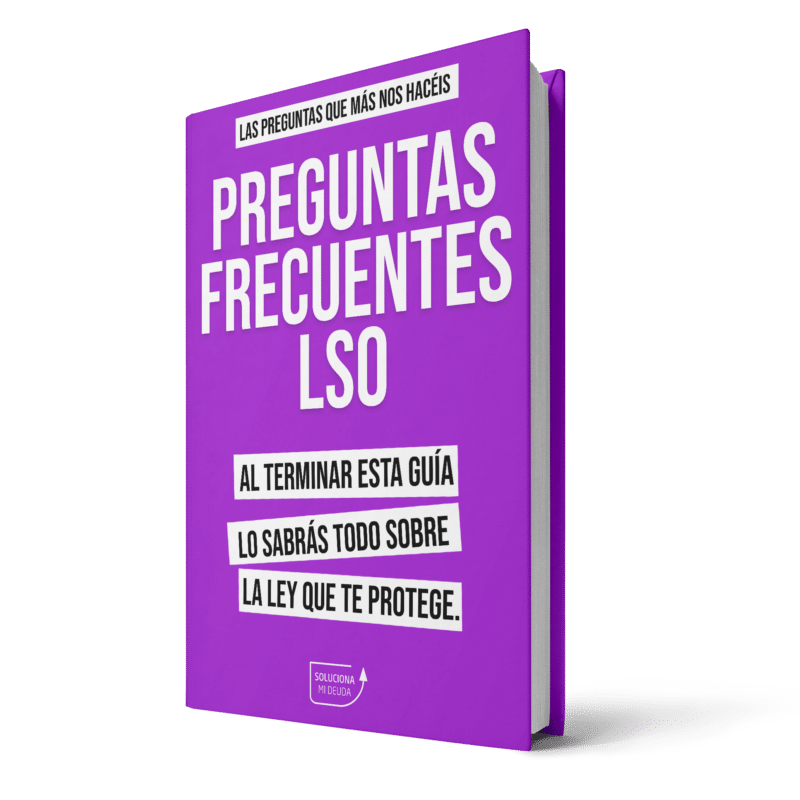 LAS PREGUNTAS QUE MÁS NOS HACÉIS
PREGUNTAS
FRECUENTES
LSO
AL TERMINAR ESTA GUÍA
LO SABRÁS TODO SOBRE
LA LEY QUE TE PROTEGE.
SOLUCIONA
MI DEUDA